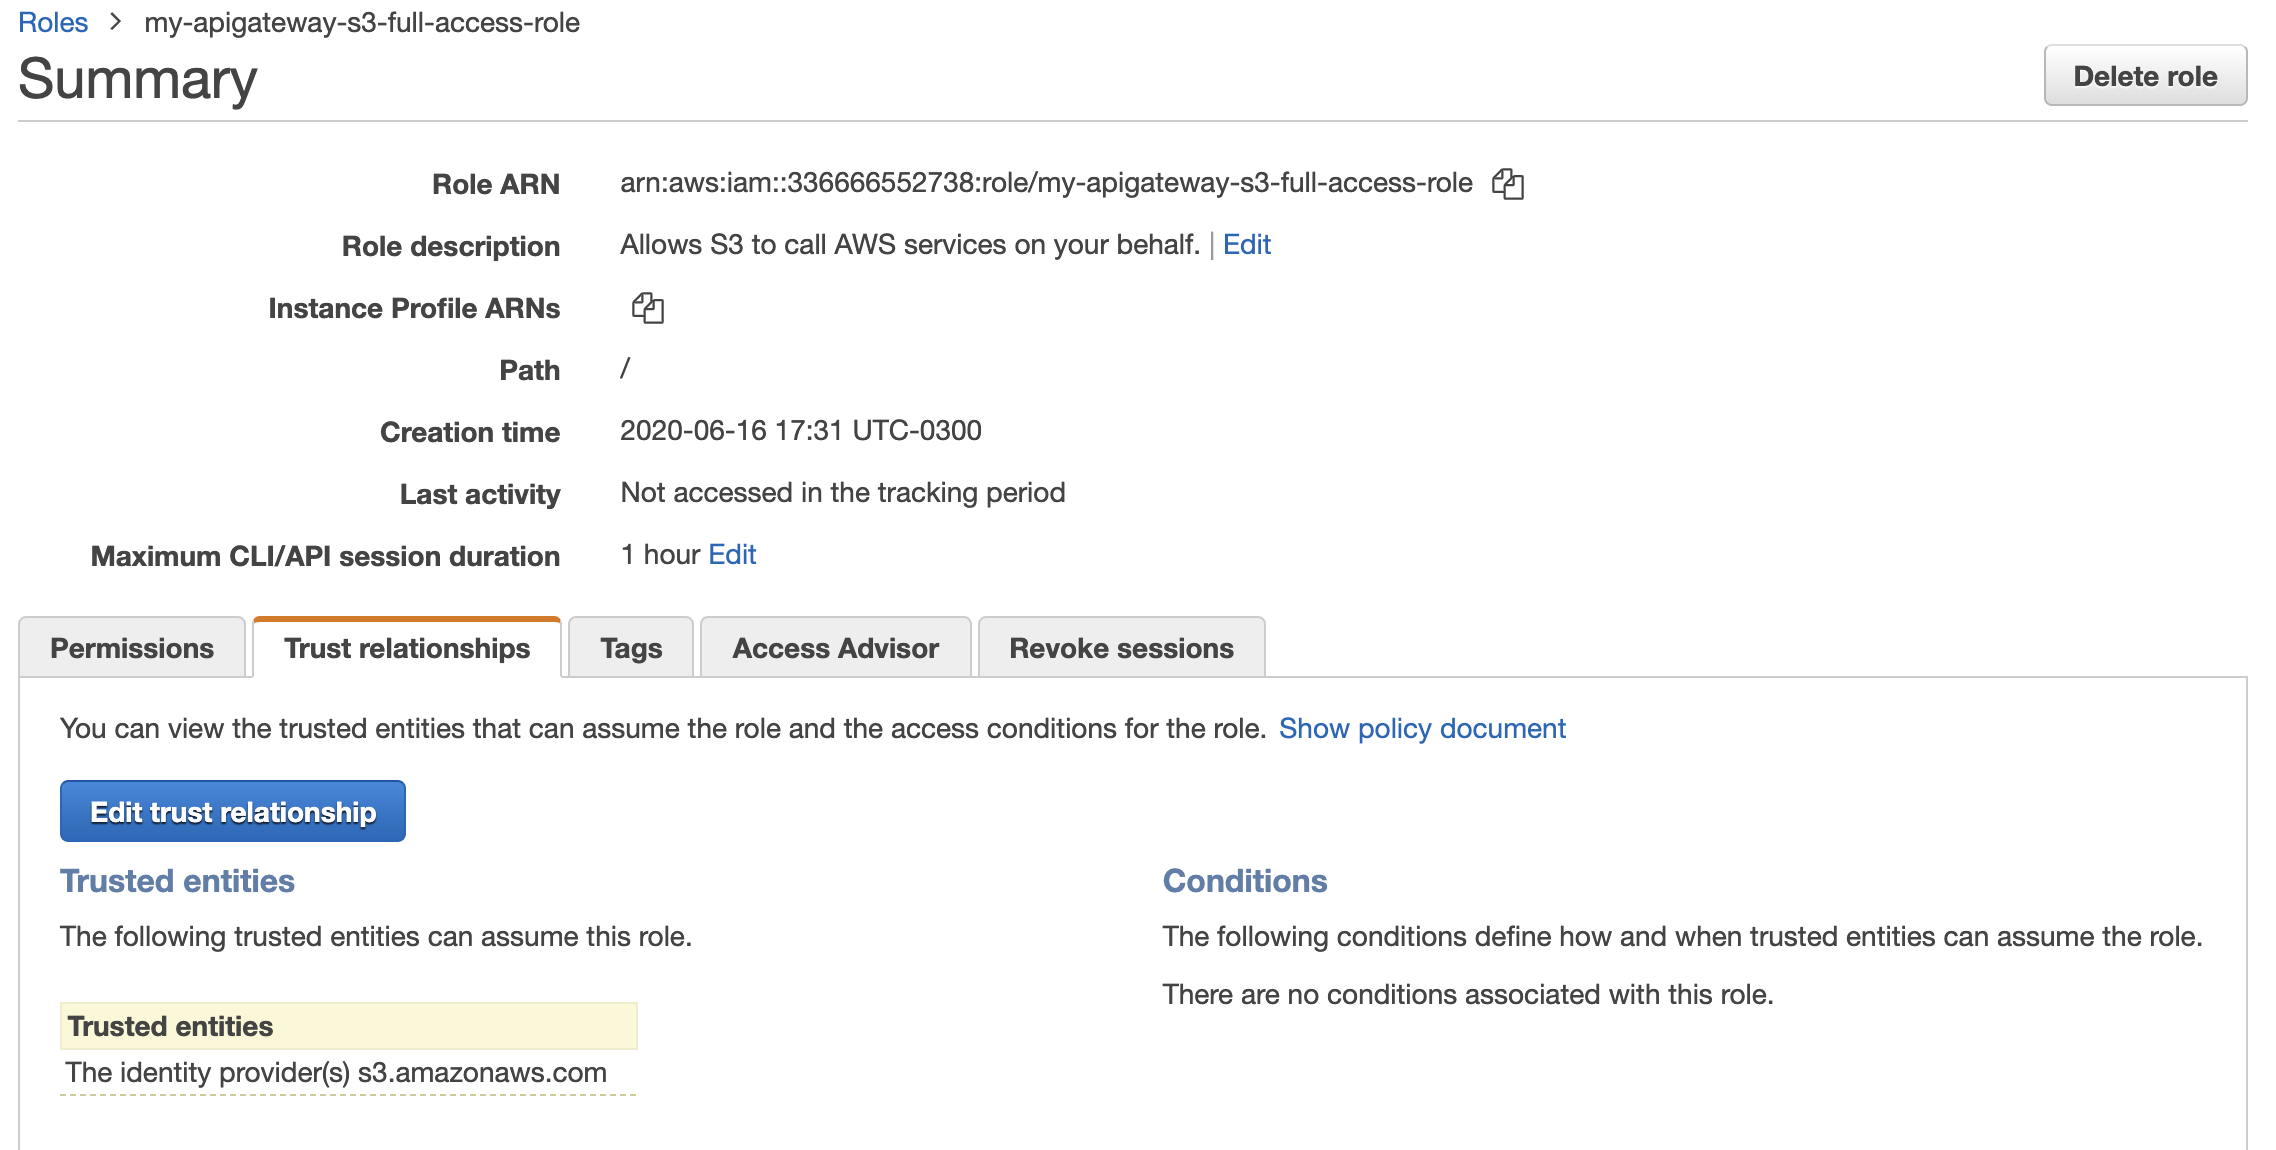 Roles > my-apigateway-s3-full-access-role
Summary
Delete role
Role ARN arn:aws:iam::336666552738:role/my-apigateway-s3-full-access-role
Role description Allows S3 to call AWS services on your behalf. | Edit
Instance Profile ARNs
Path /
Creation time 2020-06-16 17:31 UTC-0300
Last activity Not accessed in the tracking period
Maximum CLI/API session duration 1 hour Edit
Permissions Trust relationships Tags Access Advisor Revoke sessions
You can view the trusted entities that can assume the role and the access conditions for the role. Show policy document
Edit trust relationship
Trusted entities
The following trusted entities can assume this role.
Trusted entities
The identity provider(s) s3.amazonaws.com
Conditions
The following conditions define how and when trusted entities can assume the role.
There are no conditions associated with this role.